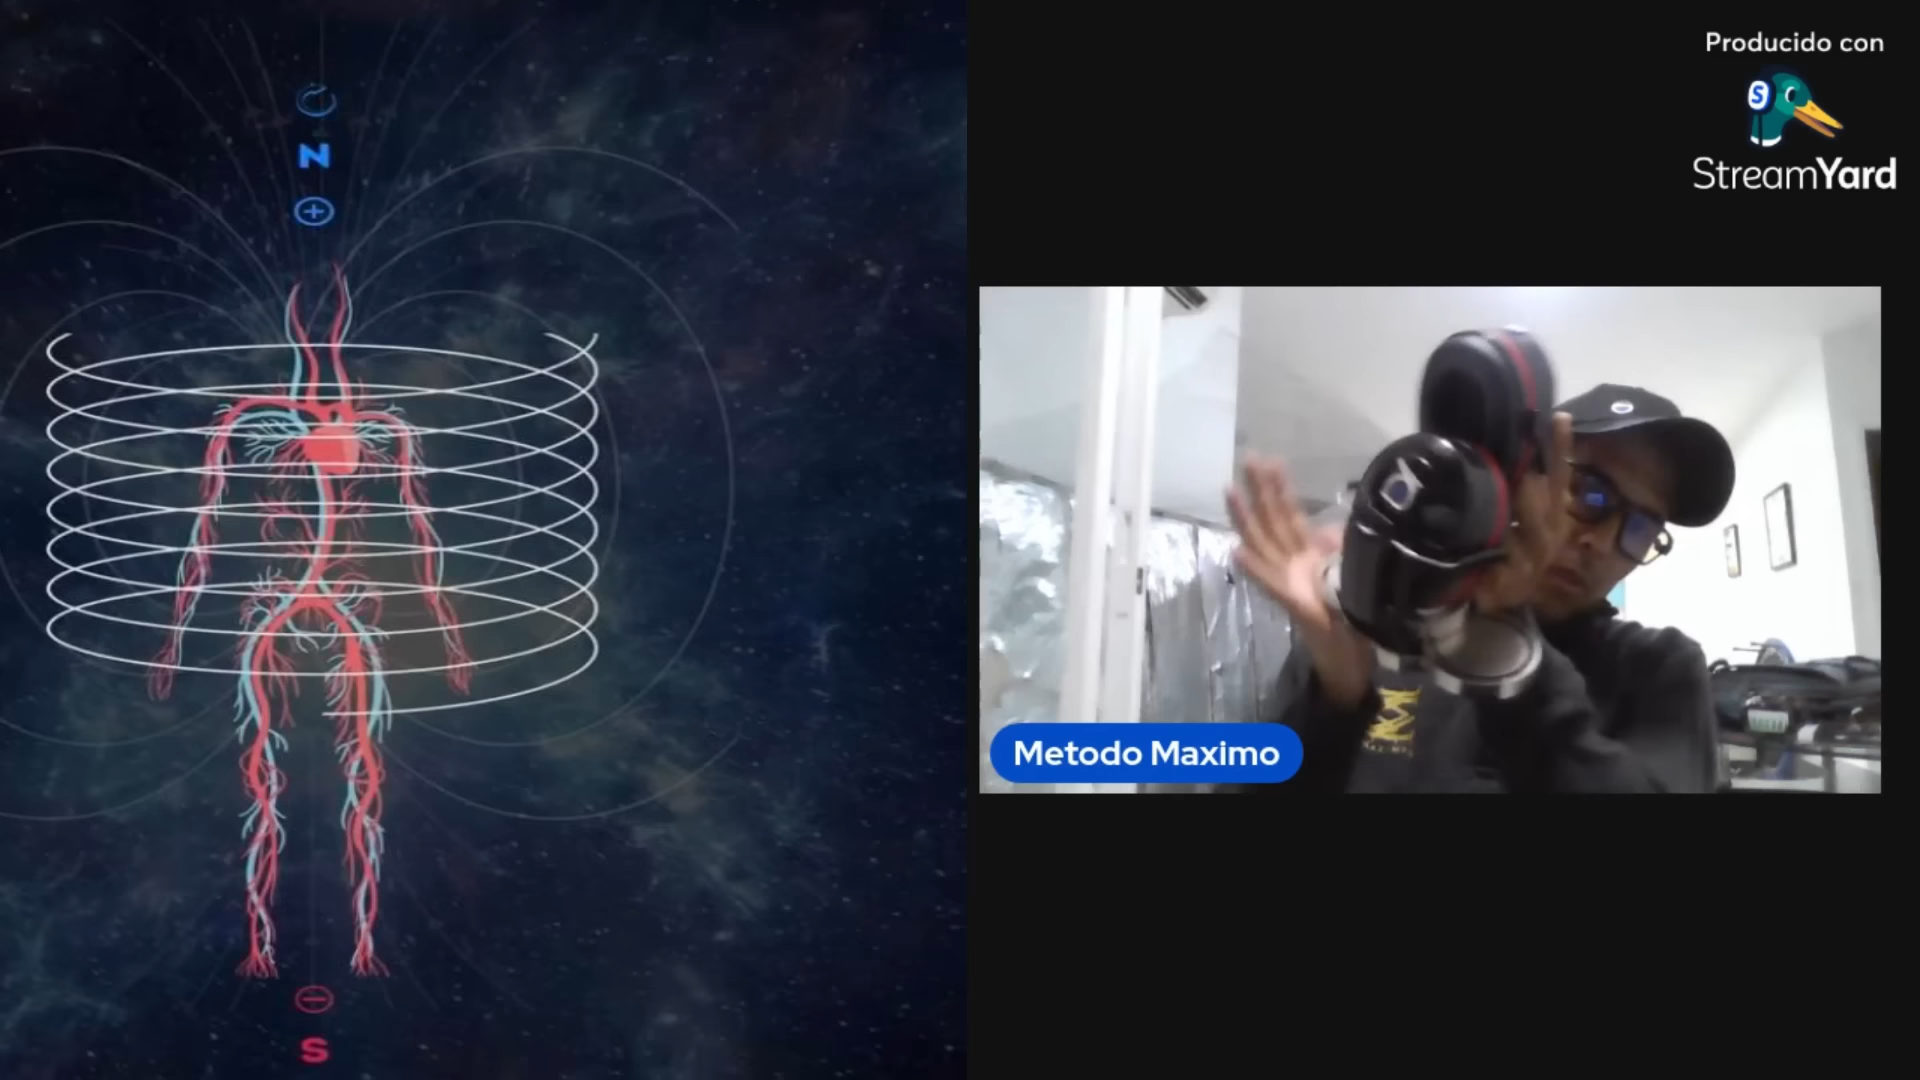 N
S
Producido con
S
StreamYard
Metodo Maximo